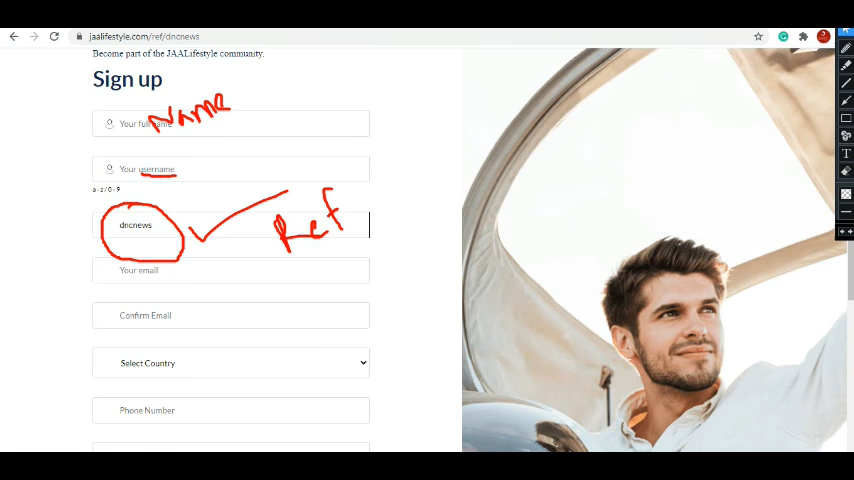 jaalifestyle.com/ref/dncnews
Become part of the JAALifestyle community.
Sign up
Your full name
Name
Your username
a - z / 0 - 9
dncnews
Ref
Your email
Confirm Email
Select Country
Phone Number
T